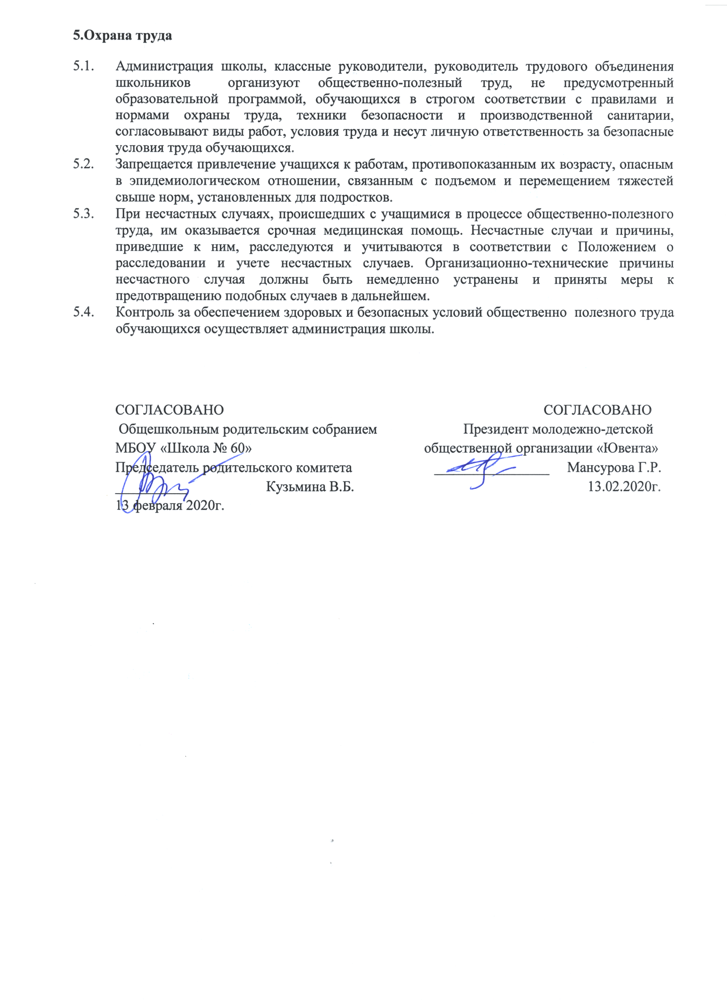 5.Охрана труда
5.1. Администрация школы, классные руководители, руководитель трудового объединения
школьников организуют общественно-полезный труд, не предусмотренный
образовательной программой, обучающихся в строгом соответствии с правилами и
нормами охраны труда, техники безопасности и производственной санитарии,
согласовывают виды работ, условия труда и несут личную ответственность за безопасные
условия труда обучающихся.
5.2. Запрещается привлечение учащихся к работам, противопоказанным их возрасту, опасным
в эпидемиологическом отношении, связанным с подъемом и перемещением тяжестей
свыше норм, установленных для подростков.
5.3. При несчастных случаях, происшедших с учащимися в процессе общественно-полезного
труда, им оказывается срочная медицинская помощь. Несчастные случаи и причины,
приведшие к ним, расследуются и учитываются в соответствии с Положением о
расследовании и учете несчастных случаев. Организационно-технические причины
несчастного случая должны быть немедленно устранены и приняты меры к
предотвращению подобных случаев в дальнейшем.
5.4. Контроль за обеспечением здоровых и безопасных условий общественно полезного труда
обучающихся осуществляет администрация школы.
СОГЛАСОВАНО СОГЛАСОВАНО
Общешкольным родительским собранием Президент молодежно-детской
МБОУ «Школа № 60» общественной организации «Ювента»
Председатель родительского комитета ________________ Мансурова Г.Р.
__________ Кузьмина В.Б. 13.02.2020г.
13 февраля 2020г.